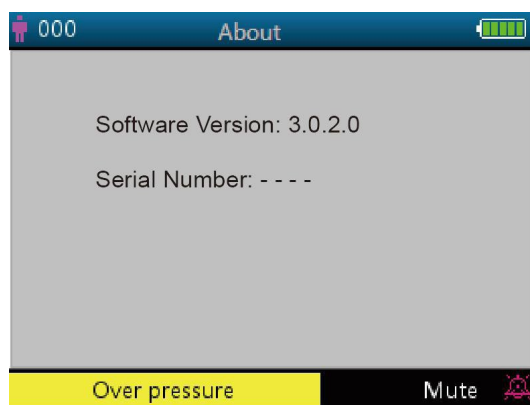 000 About
Software Version: 3.0.2.0
Serial Number: - - - -
Over pressure Mute